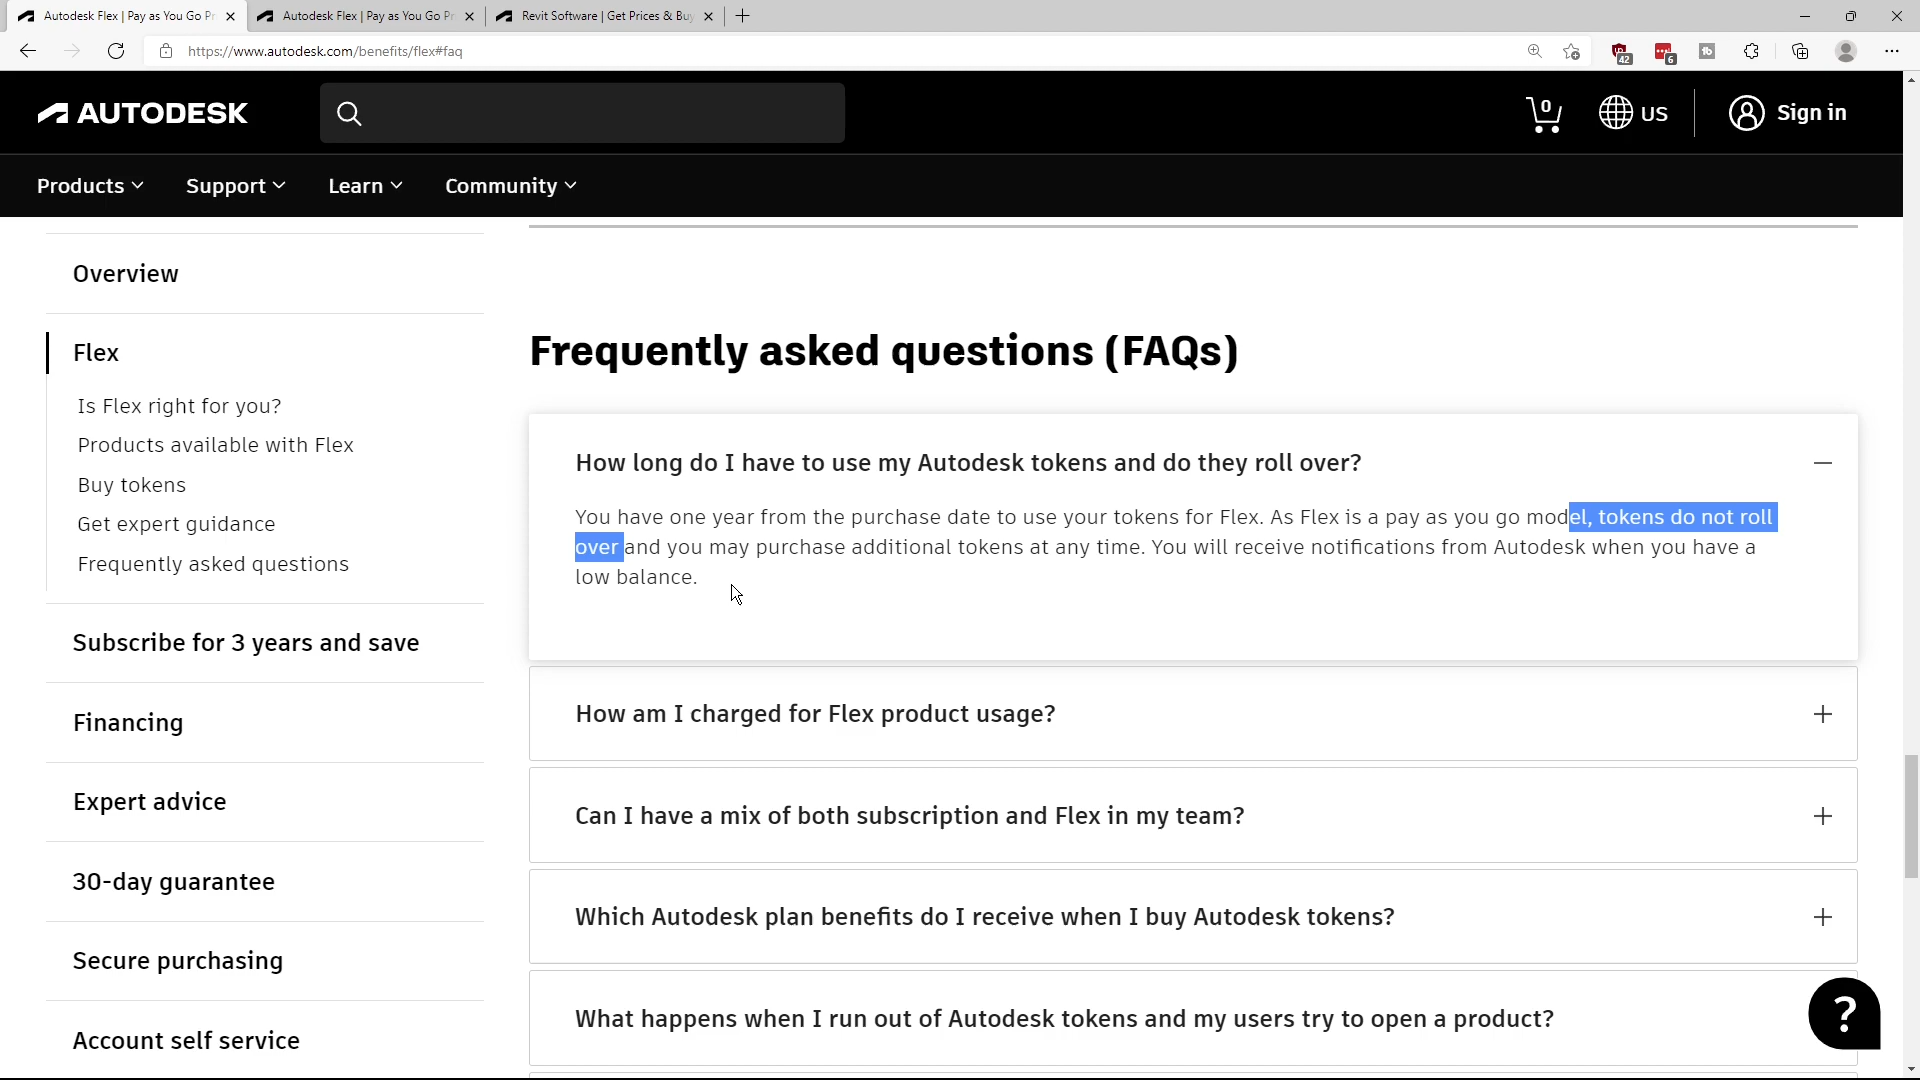 Autodesk Flex | Pay as You Go Pr
Autodesk Flex | Pay as You Go Pr
Revit Software | Get Prices & Buy
https://www.autodesk.com/benefits/flex#faq
42
6
AUTODESK
0
US
Sign in
Products
Support
Learn
Community
Overview
Flex
Is Flex right for you?
Products available with Flex
Buy tokens
Get expert guidance
Frequently asked questions
Subscribe for 3 years and save
Financing
Expert advice
30-day guarantee
Secure purchasing
Account self service
Frequently asked questions (FAQs)
How long do I have to use my Autodesk tokens and do they roll over?
You have one year from the purchase date to use your tokens for Flex. As Flex is a pay as you go model, tokens do not roll
over and you may purchase additional tokens at any time. You will receive notifications from Autodesk when you have a
low balance.
How am I charged for Flex product usage?
Can I have a mix of both subscription and Flex in my team?
Which Autodesk plan benefits do I receive when I buy Autodesk tokens?
What happens when I run out of Autodesk tokens and my users try to open a product?
?